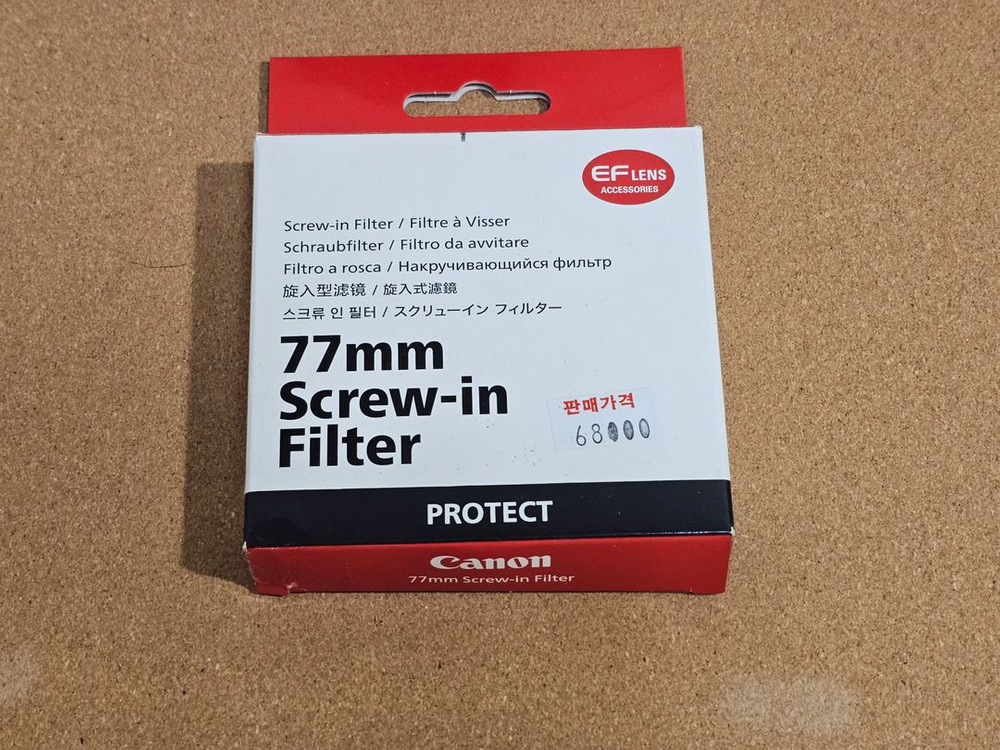 EF LENS
ACCESSORIES
Screw-in Filter / Filtre à Visser
Schraubfilter / Filtro da avvitare
Filtro a rosca / Накручивающийся фильтр
旋入型滤镜 / 旋入式濾鏡
스크류 인 필터 / スクリューイン フィルター
77mm
Screw-in
Filter
판매가격
68000
PROTECT
Canon
77mm Screw-in Filter